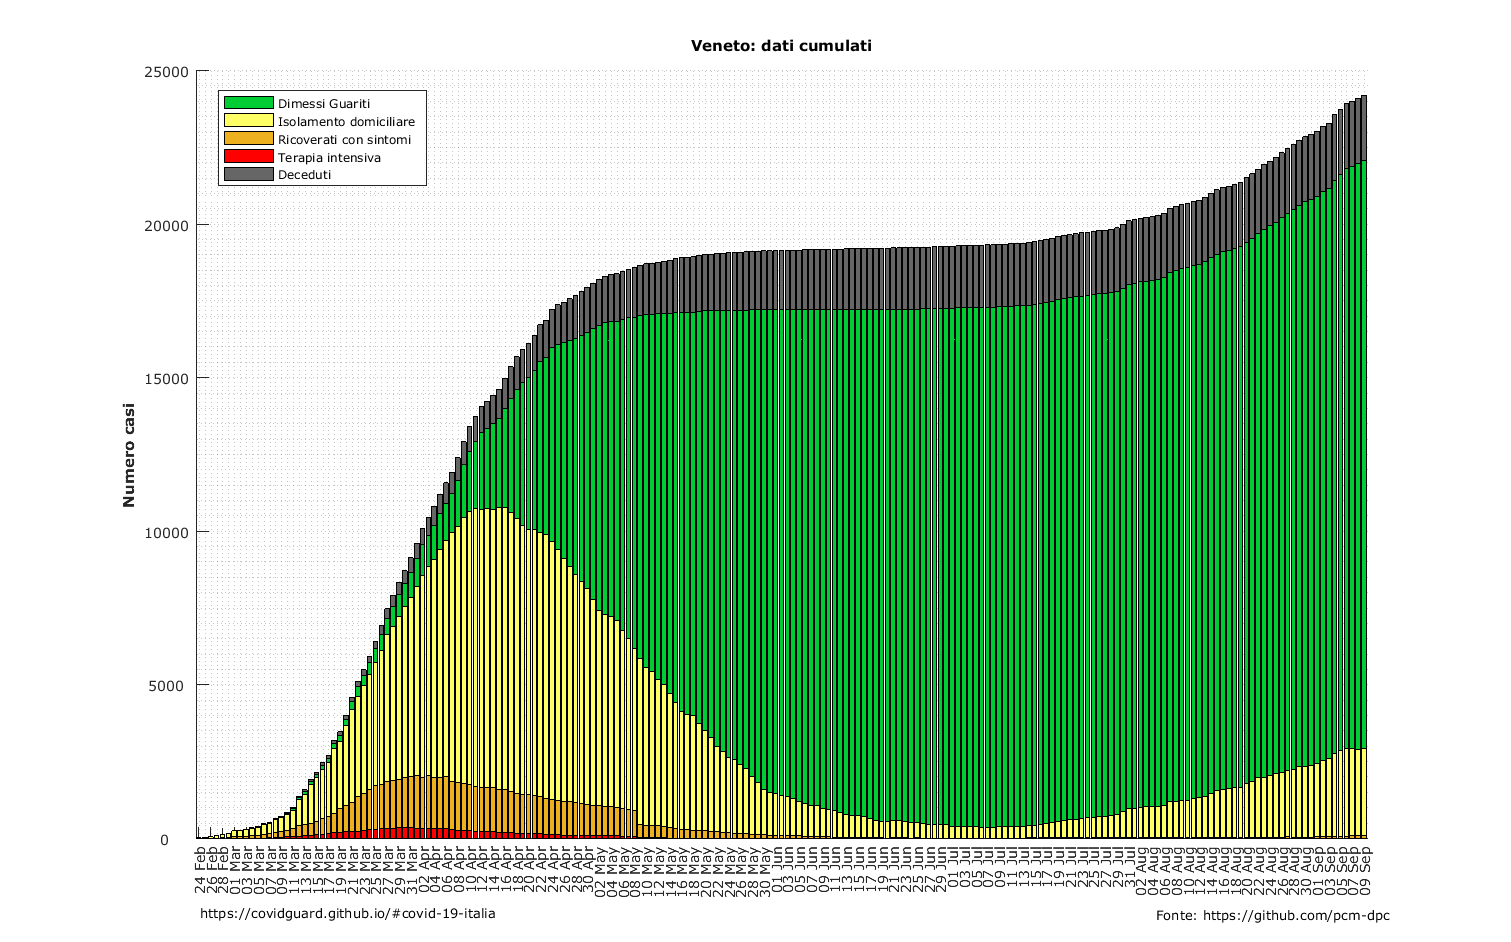 Veneto: dati cumulati
25000
20000
15000
10000
5000
0
Numero casi
Dimessi Guariti
Isolamento domiciliare
Ricoverati con sintomi
Terapia intensiva
Deceduti
24 Feb
26 Feb
28 Feb
01 Mar
03 Mar
05 Mar
07 Mar
09 Mar
11 Mar
13 Mar
15 Mar
17 Mar
19 Mar
21 Mar
23 Mar
25 Mar
27 Mar
29 Mar
31 Mar
02 Apr
04 Apr
06 Apr
08 Apr
10 Apr
12 Apr
14 Apr
16 Apr
18 Apr
20 Apr
22 Apr
24 Apr
26 Apr
28 Apr
30 Apr
02 May
04 May
06 May
08 May
10 May
12 May
14 May
16 May
18 May
20 May
22 May
24 May
26 May
28 May
30 May
01 Jun
03 Jun
05 Jun
07 Jun
09 Jun
11 Jun
13 Jun
15 Jun
17 Jun
19 Jun
21 Jun
23 Jun
25 Jun
27 Jun
29 Jun
01 Jul
03 Jul
05 Jul
07 Jul
09 Jul
11 Jul
13 Jul
15 Jul
17 Jul
19 Jul
21 Jul
23 Jul
25 Jul
27 Jul
29 Jul
31 Jul
02 Aug
04 Aug
06 Aug
08 Aug
10 Aug
12 Aug
14 Aug
16 Aug
18 Aug
20 Aug
22 Aug
24 Aug
26 Aug
28 Aug
30 Aug
01 Sep
03 Sep
05 Sep
07 Sep
09 Sep
https://covidguard.github.io/#covid-19-italia
Fonte: https://github.com/pcm-dpc